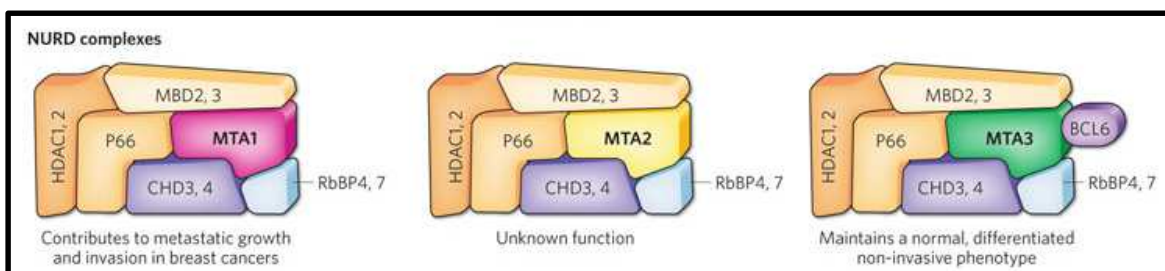 NURD complexes
HDAC1, 2
MBD2, 3
P66
MTA1
CHD3, 4
RbBP4, 7
Contributes to metastatic growth
and invasion in breast cancers
HDAC1, 2
MBD2, 3
P66
MTA2
CHD3, 4
RbBP4, 7
Unknown function
HDAC1, 2
MBD2, 3
P66
MTA3
BCL6
CHD3, 4
RbBP4, 7
Maintains a normal, differentiated
non-invasive phenotype